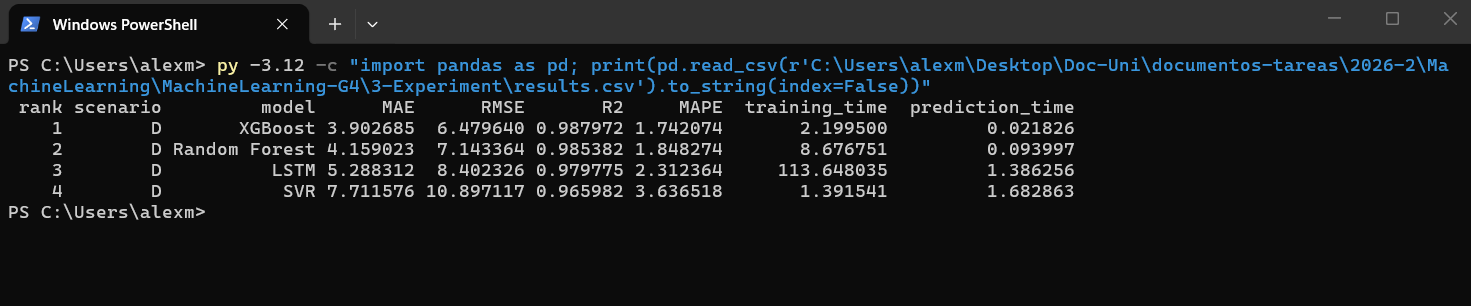 Windows PowerShell
PS C:\Users\alexm> py -3.12 -c "import pandas as pd; print(pd.read_csv(r'C:\Users\alexm\Desktop\Doc-Uni\documentos-tareas\2026-2\Ma
chineLearning\MachineLearning-G4\3-Experiment\results.csv').to_string(index=False))"
rank scenario model MAE RMSE R2 MAPE training_time prediction_time
1 D XGBoost 3.902685 6.479640 0.987972 1.742074 2.199500 0.021826
2 D Random Forest 4.159023 7.143364 0.985382 1.848274 8.676751 0.093997
3 D LSTM 5.288312 8.402326 0.979775 2.312364 113.648035 1.386256
4 D SVR 7.711576 10.897117 0.965982 3.636518 1.391541 1.682863
PS C:\Users\alexm>